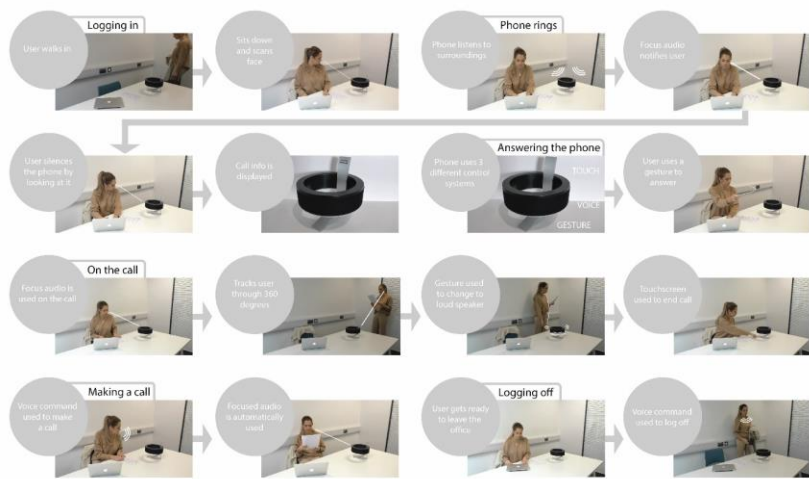 Logging in
User walks in
Sits down
and scans
face
Phone rings
Phone listens to
surroundings
Focus audio
notifies user
User silences
the phone by
looking at it
Call info is
displayed
Answering the phone
Phone uses 3
different control
systems
TOUCH
VOICE
GESTURE
User uses a
gesture to
answer
On the call
Focus audio
is used on the call
Tracks user
through 360
degrees
Gesture used
to change to
loud speaker
Touchscreen
used to end call
Making a call
Voice command
used to make
a call
Focused audio
is automatically
used
Logging off
User gets ready
to leave the
office
Voice command
used to log off